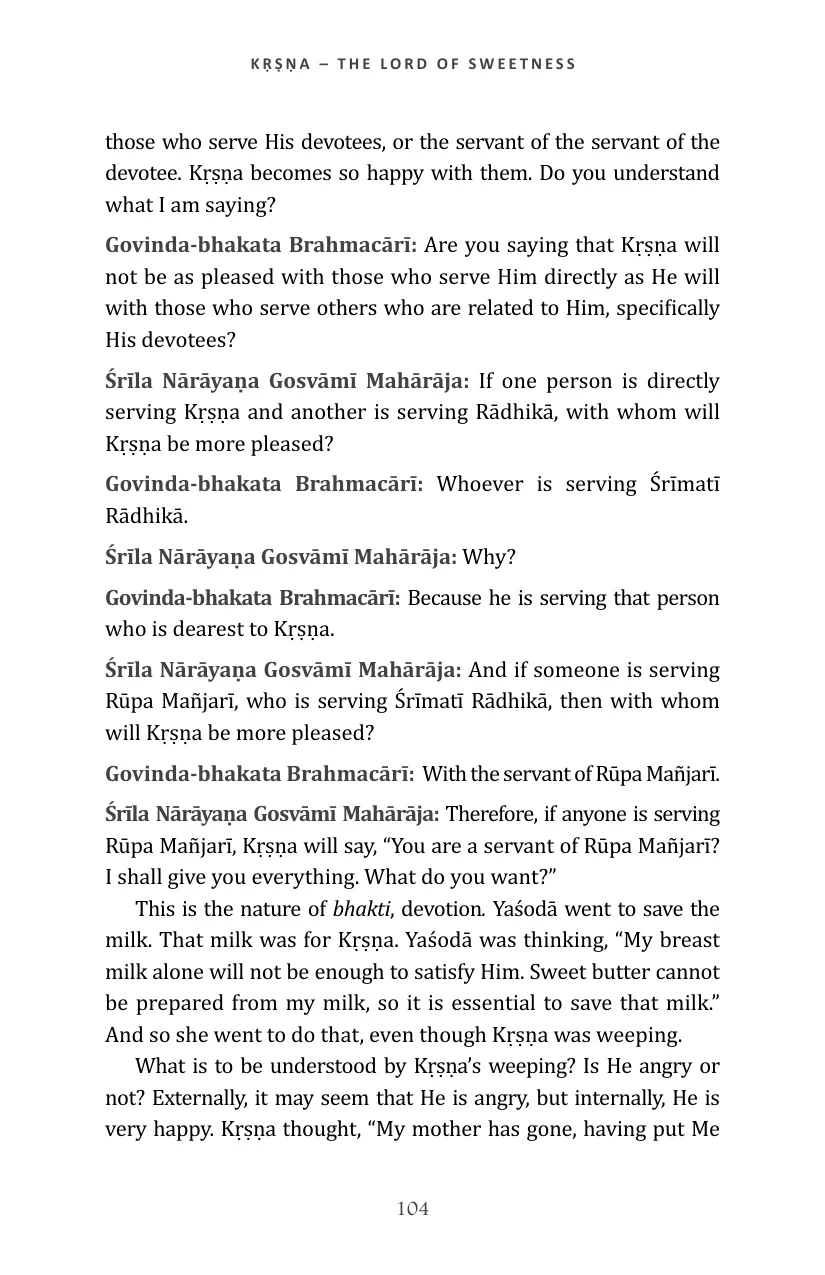 KṚṢṆA – THE LORD OF SWEETNESS
those who serve His devotees, or the servant of the servant of the
devotee. Kṛṣṇa becomes so happy with them. Do you understand
what I am saying?
Govinda-bhakata Brahmacārī: Are you saying that Kṛṣṇa will
not be as pleased with those who serve Him directly as He will
with those who serve others who are related to Him, specifically
His devotees?
Śrīla Nārāyaṇa Gosvāmī Mahārāja: If one person is directly
serving Kṛṣṇa and another is serving Rādhikā, with whom will
Kṛṣṇa be more pleased?
Govinda-bhakata Brahmacārī: Whoever is serving Śrīmatī
Rādhikā.
Śrīla Nārāyaṇa Gosvāmī Mahārāja: Why?
Govinda-bhakata Brahmacārī: Because he is serving that person
who is dearest to Kṛṣṇa.
Śrīla Nārāyaṇa Gosvāmī Mahārāja: And if someone is serving
Rūpa Mañjarī, who is serving Śrīmatī Rādhikā, then with whom
will Kṛṣṇa be more pleased?
Govinda-bhakata Brahmacārī: With the servant of Rūpa Mañjarī.
Śrīla Nārāyaṇa Gosvāmī Mahārāja: Therefore, if anyone is serving
Rūpa Mañjarī, Kṛṣṇa will say, “You are a servant of Rūpa Mañjarī?
I shall give you everything. What do you want?”
This is the nature of bhakti, devotion. Yaśodā went to save the
milk. That milk was for Kṛṣṇa. Yaśodā was thinking, “My breast
milk alone will not be enough to satisfy Him. Sweet butter cannot
be prepared from my milk, so it is essential to save that milk.”
And so she went to do that, even though Kṛṣṇa was weeping.
What is to be understood by Kṛṣṇa’s weeping? Is He angry or
not? Externally, it may seem that He is angry, but internally, He is
very happy. Kṛṣṇa thought, “My mother has gone, having put Me
104